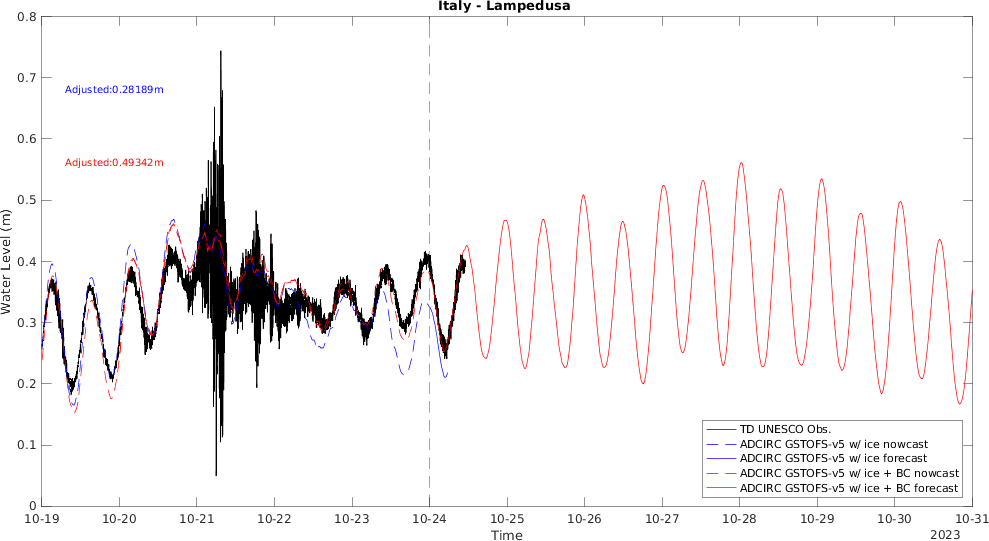 Italy - Lampedusa
0.8
0.7
0.6
0.5
0.4
0.3
0.2
0.1
0
Water Level (m)
Adjusted:0.28189m
Adjusted:0.49342m
TD UNESCO Obs.
ADCIRC GSTOFS-v5 w/ ice nowcast
ADCIRC GSTOFS-v5 w/ ice forecast
ADCIRC GSTOFS-v5 w/ ice + BC nowcast
ADCIRC GSTOFS-v5 w/ ice + BC forecast
10-19 10-20 10-21 10-22 10-23 10-24 10-25 10-26 10-27 10-28 10-29 10-30 10-31
Time
2023